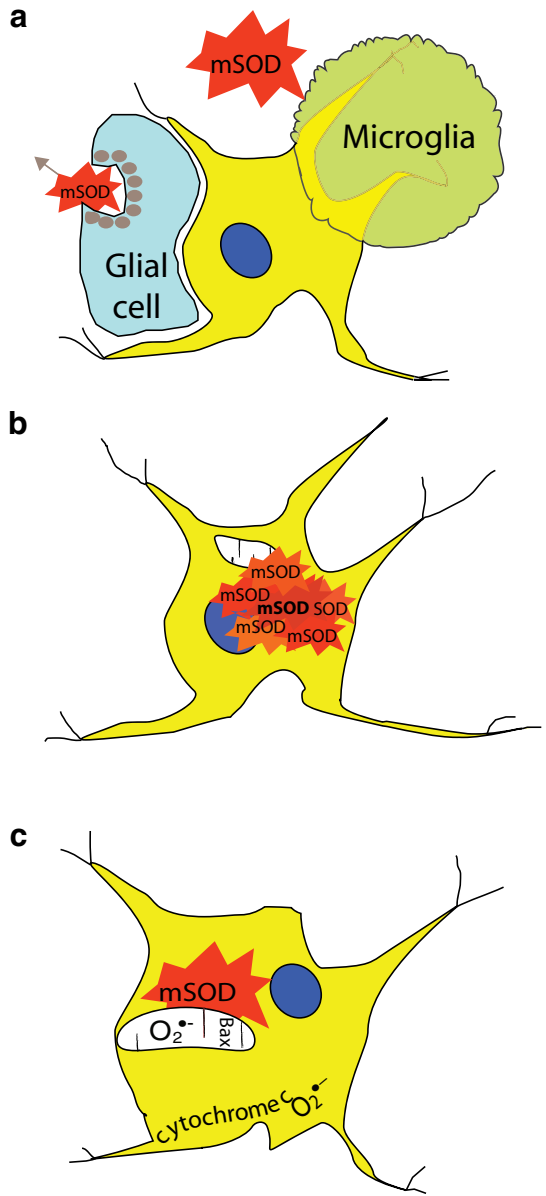 a
mSOD
Microglia
mSOD
Glial
cell
b
mSOD
mSOD
mSOD SOD
mSOD
mSOD
c
mSOD
O₂•-
Bax
cytochrome c
O₂•-